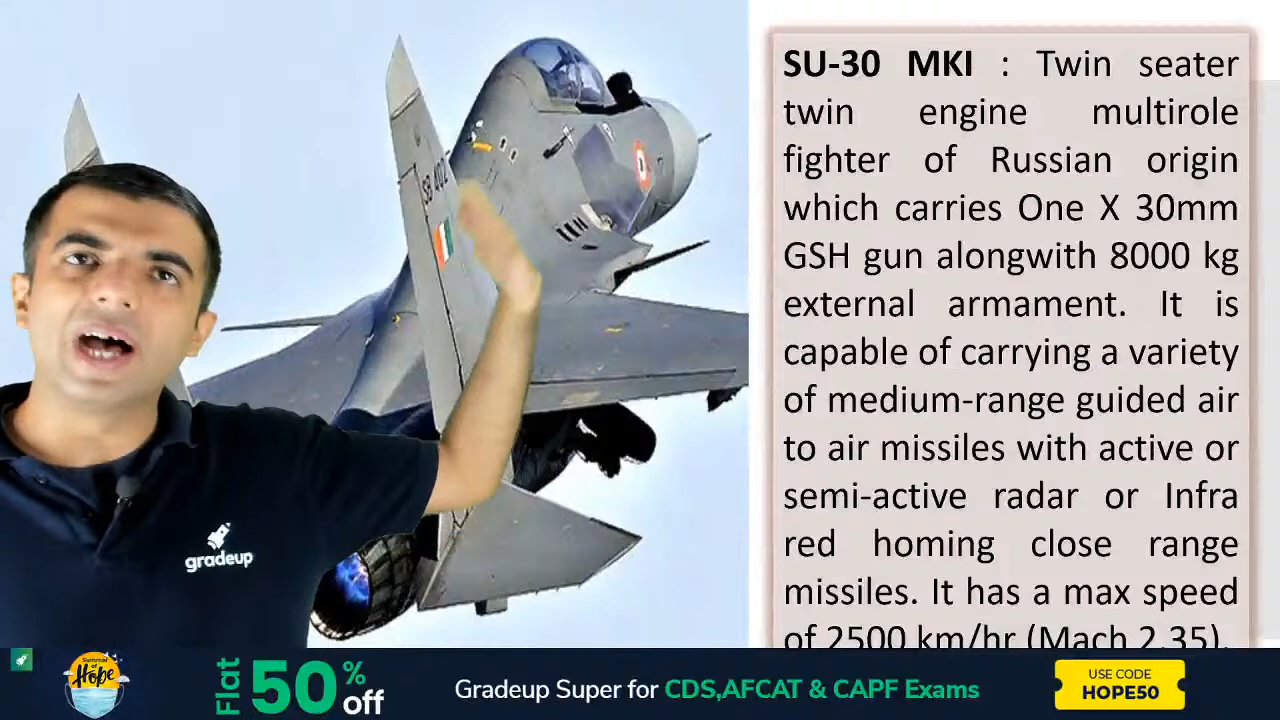 SU-30 MKI : Twin seater
twin engine multirole
fighter of Russian origin
which carries One X 30mm
GSH gun alongwith 8000 kg
external armament. It is
capable of carrying a variety
of medium-range guided air
to air missiles with active or
semi-active radar or Infra
red homing close range
missiles. It has a max speed
of 2500 km/hr (Mach 2.35).
SB 402
gradeup
Summer
of
Hope
Flat 50% off
Gradeup Super for CDS,AFCAT & CAPF Exams
USE CODE
HOPE50